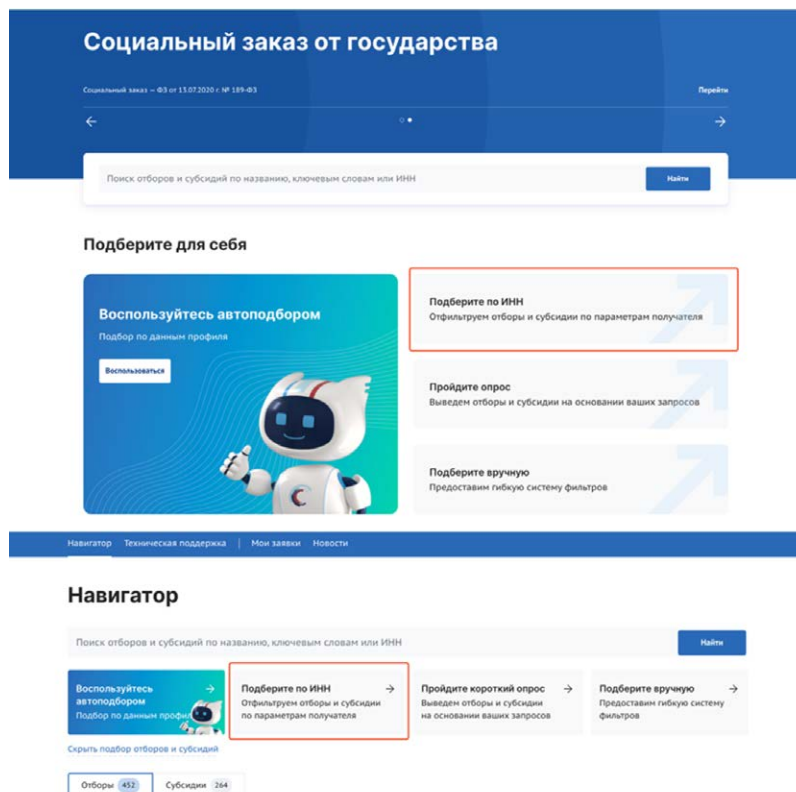 Социальный заказ от государства
Социальный заказ — ФЗ от 13.07.2020 г. № 189-ФЗ
Перейти
Поиск отборов и субсидий по названию, ключевым словам или ИНН
Найти
Подберите для себя
Воспользуйтесь автоподбором
Подбор по данным профиля
Воспользоваться
Подберите по ИНН
Отфильтруем отборы и субсидии по параметрам получателя
Пройдите опрос
Выведем отборы и субсидии на основании ваших запросов
Подберите вручную
Предоставим гибкую систему фильтров
Навигатор Техническая поддержка | Мои заявки Новости
Навигатор
Поиск отборов и субсидий по названию, ключевым словам или ИНН
Найти
Воспользуйтесь
автоподбором
Подбор по данным
Подберите по ИНН
Отфильтруем отборы и субсидии
по параметрам получателя
Пройдите короткий опрос
Выведем отборы и субсидии
на основании ваших запросов
Подберите вручную
Предоставим гибкую систему
фильтров
Скрыть подбор отборов и субсидий
Отборы 452
Субсидии 264